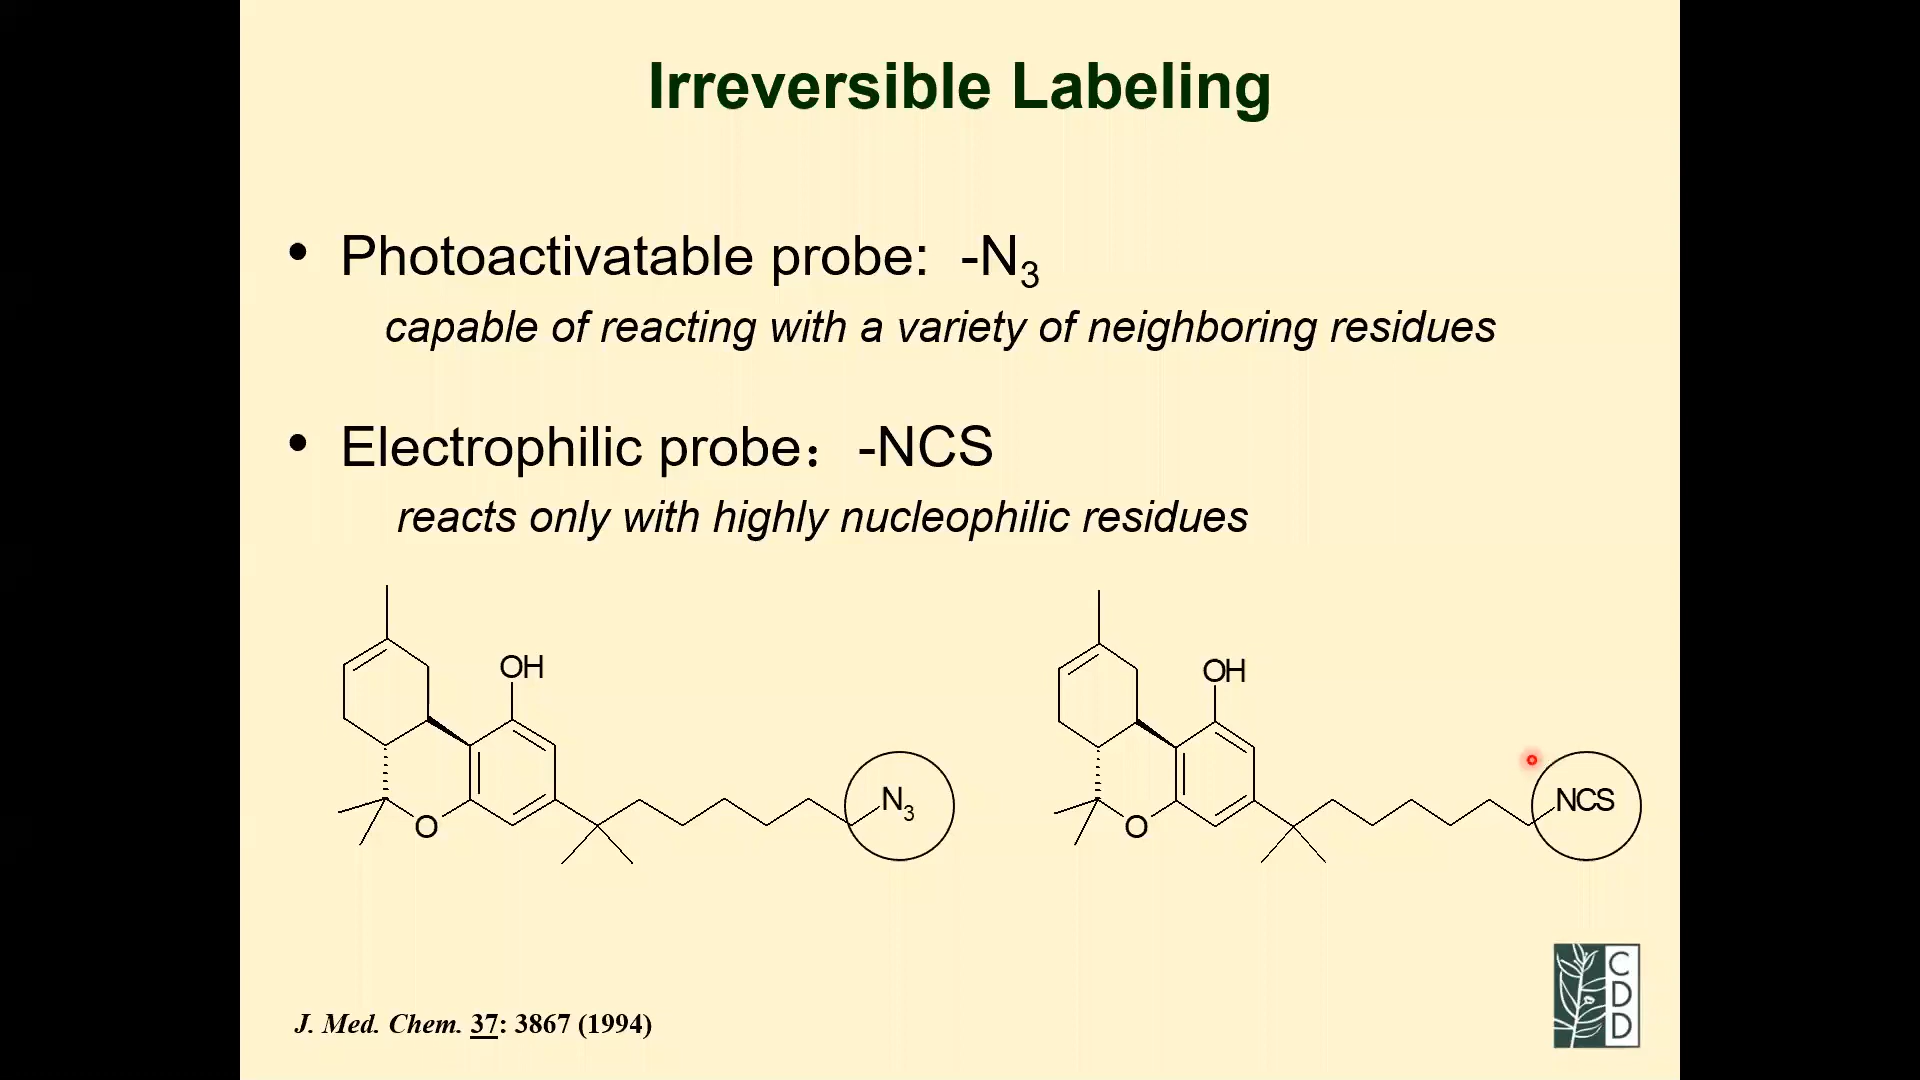 Irreversible Labeling
• Photoactivatable probe: -N₃
capable of reacting with a variety of neighboring residues
• Electrophilic probe：-NCS
reacts only with highly nucleophilic residues
OH
O
N₃
OH
O
NCS
J. Med. Chem. 37: 3867 (1994)
C
D
D